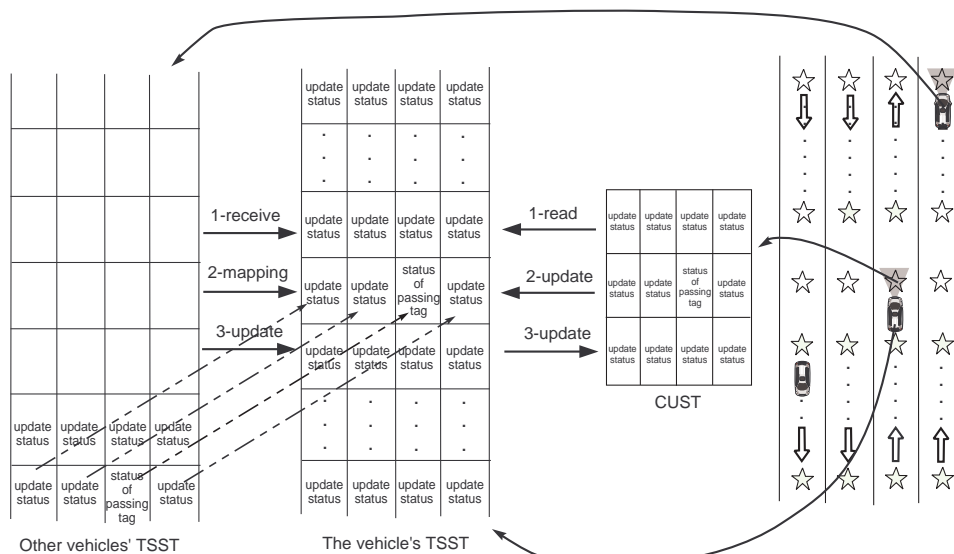 update status update status update status update status
1-receive
update status update status update status update status
1-read
update status update status update status update status
2-mapping
update status update status status of passing tag update status
2-update
update status update status status of passing tag update status
3-update
update status update status update status update status
3-update
update status update status update status update status
CUST
update status update status update status update status
update status update status status of passing tag update status
update status update status update status update status
Other vehicles' TSST
The vehicle's TSST